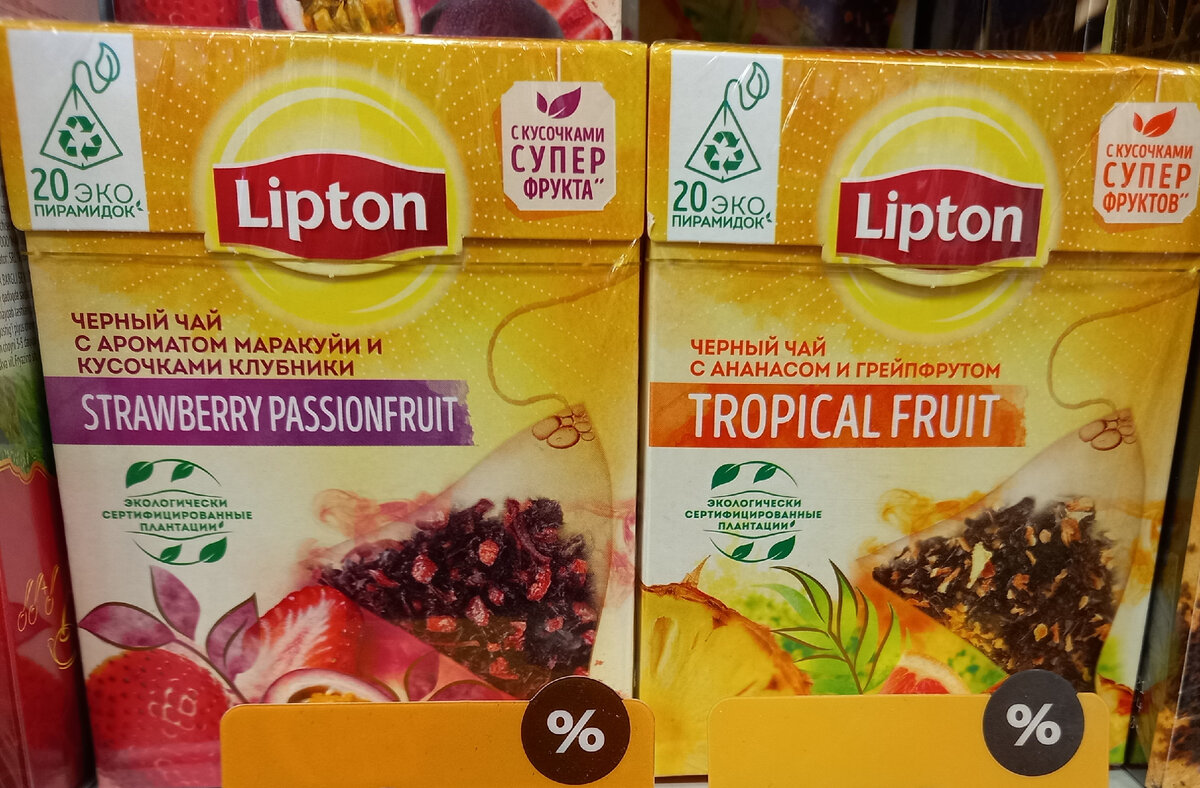 20 ЭКО
ПИРАМИДОК
Lipton
С КУСОЧКАМИ
СУПЕР
ФРУКТА"
ЧЕРНЫЙ ЧАЙ
С АРОМАТОМ МАРАКУЙИ И
КУСОЧКАМИ КЛУБНИКИ
STRAWBERRY PASSIONFRUIT
ЭКОЛОГИЧЕСКИ
СЕРТИФИЦИРОВАННЫЕ
ПЛАНТАЦИИ
%
20 ЭКО
ПИРАМИДОК
Lipton
С КУСОЧКАМИ
СУПЕР
ФРУКТОВ"
ЧЕРНЫЙ ЧАЙ
С АНАНАСОМ И ГРЕЙПФРУТОМ
TROPICAL FRUIT
ЭКОЛОГИЧЕСКИ
СЕРТИФИЦИРОВАННЫЕ
ПЛАНТАЦИИ
%